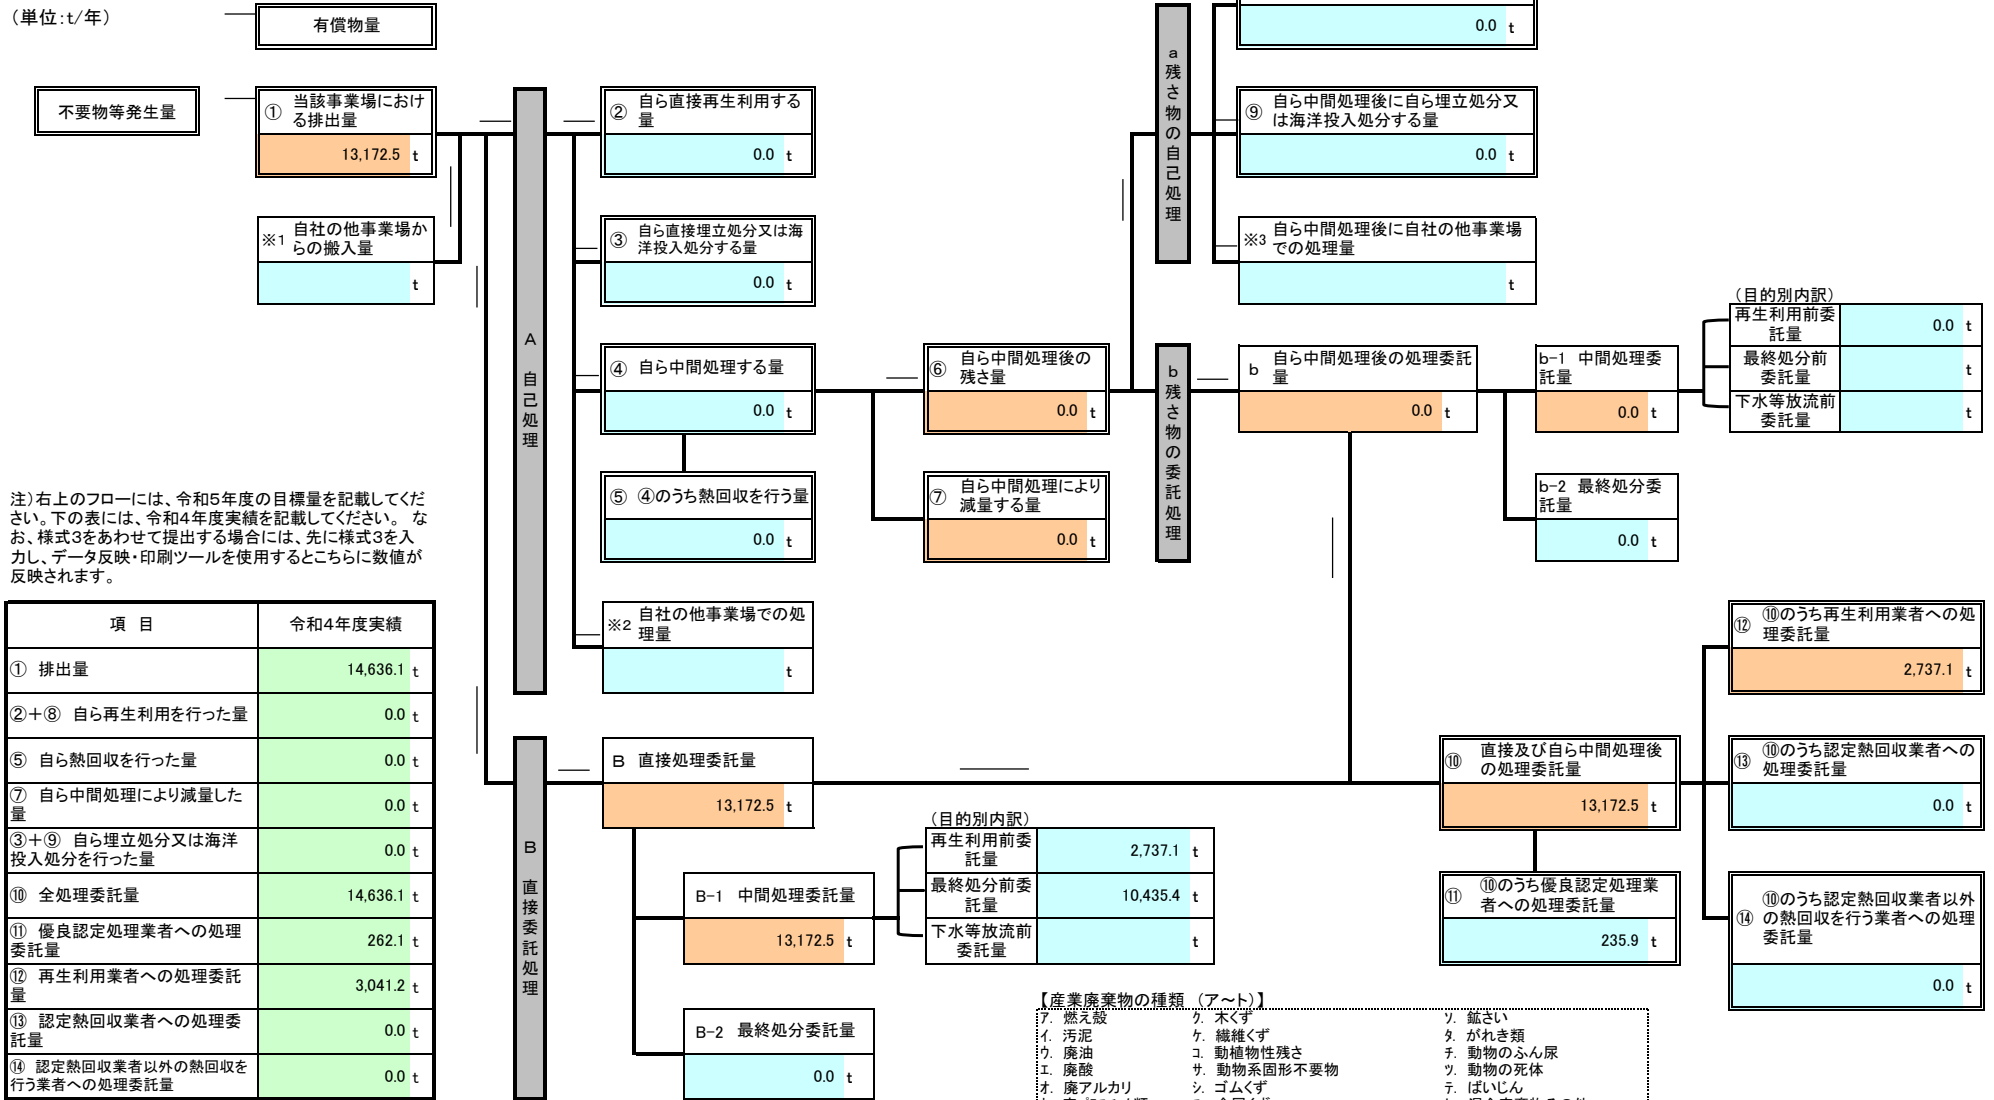 (単位:t/年)
有償物量
不要物等発生量
① 当該事業場におけ
る排出量
13,172.5 t
※1 自社の他事業場か
らの搬入量
t
A 自己処理
② 自ら直接再生利用する
量
0.0 t
③ 自ら直接埋立処分又は海
洋投入処分する量
0.0 t
④ 自ら中間処理する量
0.0 t
⑤ ④のうち熱回収を行う量
0.0 t
※2 自社の他事業場での処
理量
t
⑥ 自ら中間処理後の
残さ量
0.0 t
⑦ 自ら中間処理により
減量する量
0.0 t
a 残さ物の自己処理
0.0 t
⑨ 自ら中間処理後に自ら埋立処分又
は海洋投入処分する量
0.0 t
※3 自ら中間処理後に自社の他事業場
での処理量
t
b 残さ物の委託処理
b 自ら中間処理後の処理委託
量
0.0 t
b-1 中間処理委
託量
0.0 t
b-2 最終処分委
託量
0.0 t
(目的別内訳)
再生利用前委
託量
0.0 t
最終処分前
委託量
t
下水等放流前
委託量
t
注)右上のフローには、令和5年度の目標量を記載してくだ
さい。下の表には、令和4年度実績を記載してください。 な
お、様式3をあわせて提出する場合には、先に様式3を入
力し、データ反映・印刷ツールを使用するとこちらに数値が
反映されます。
項 目 令和4年度実績
① 排出量 14,636.1 t
②+⑧ 自ら再生利用を行った量 0.0 t
⑤ 自ら熱回収を行った量 0.0 t
⑦ 自ら中間処理により減量した
量 0.0 t
③+⑨ 自ら埋立処分又は海洋
投入処分を行った量 0.0 t
⑩ 全処理委託量 14,636.1 t
⑪ 優良認定処理業者への処理
委託量 262.1 t
⑫ 再生利用業者への処理委託
量 3,041.2 t
⑬ 認定熱回収業者への処理委
託量 0.0 t
⑭ 認定熱回収業者以外の熱回収を
行う業者への処理委託量 0.0 t
B 直接委託処理
B 直接処理委託量
13,172.5 t
B-1 中間処理委託量
13,172.5 t
B-2 最終処分委託量
0.0 t
(目的別内訳)
再生利用前委
託量
2,737.1 t
最終処分前委
託量
10,435.4 t
下水等放流前
委託量
t
⑩ 直接及び自ら中間処理後
の処理委託量
13,172.5 t
⑪ ⑩のうち優良認定処理業
者への処理委託量
235.9 t
⑫ ⑩のうち再生利用業者への処
理委託量
2,737.1 t
⑬ ⑩のうち認定熱回収業者への
処理委託量
0.0 t
⑭ ⑩のうち認定熱回収業者以外
の熱回収を行う業者への処理
委託量
0.0 t
【産業廃棄物の種類 (ア~ト)】
ア. 燃え殻 ク. 木くず ソ. 鉱さい
イ. 汚泥 ケ. 繊維くず タ. がれき類
ウ. 廃油 コ. 動植物性残さ チ. 動物のふん尿
エ. 廃酸 サ. 動物系固形不要物 ツ. 動物の死体
オ. 廃アルカリ シ. ゴムくず テ. ばいじん